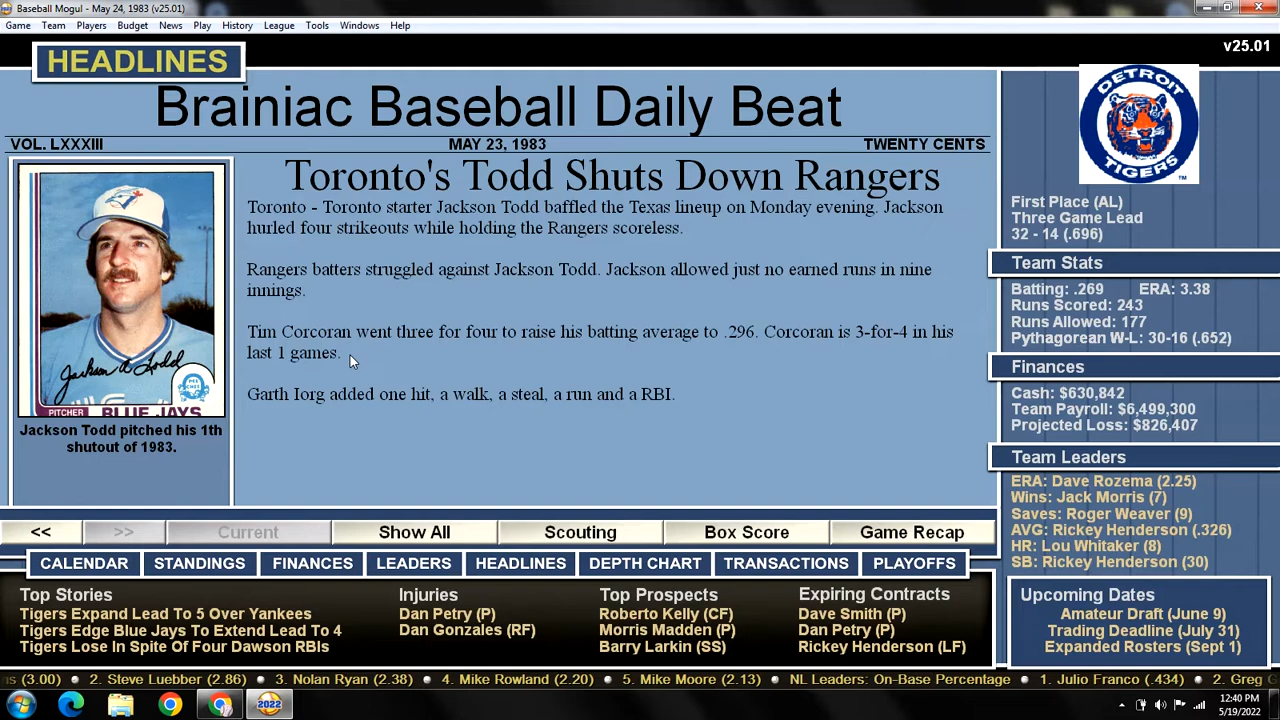 Baseball Mogul - May 24, 1983 (v25.01)
Game Team Players Budget News Play History League Tools Windows Help
HEADLINES
v25.01
Brainiac Baseball Daily Beat
VOL. LXXXIII MAY 23, 1983 TWENTY CENTS
Toronto's Todd Shuts Down Rangers
Toronto - Toronto starter Jackson Todd baffled the Texas lineup on Monday evening. Jackson
hurled four strikeouts while holding the Rangers scoreless.
Rangers batters struggled against Jackson Todd. Jackson allowed just no earned runs in nine
innings.
Tim Corcoran went three for four to raise his batting average to .296. Corcoran is 3-for-4 in his
last 1 games.
Garth Iorg added one hit, a walk, a steal, a run and a RBI.
Jackson A Todd
O PEE CHEE
PITCHER BLUE JAYS
Jackson Todd pitched his 1th
shutout of 1983.
DETROIT
TIGERS
TM
First Place (AL)
Three Game Lead
32 - 14 (.696)
Team Stats
Batting: .269 ERA: 3.38
Runs Scored: 243
Runs Allowed: 177
Pythagorean W-L: 30-16 (.652)
Finances
Cash: $630,842
Team Payroll: $6,499,300
Projected Loss: $826,407
Team Leaders
ERA: Dave Rozema (2.25)
Wins: Jack Morris (7)
Saves: Roger Weaver (9)
AVG: Rickey Henderson (.326)
HR: Lou Whitaker (8)
SB: Rickey Henderson (30)
<< >> Current Show All Scouting Box Score Game Recap
CALENDAR STANDINGS FINANCES LEADERS HEADLINES DEPTH CHART TRANSACTIONS PLAYOFFS
Top Stories
Tigers Expand Lead To 5 Over Yankees
Tigers Edge Blue Jays To Extend Lead To 4
Tigers Lose In Spite Of Four Dawson RBIs
Injuries
Dan Petry (P)
Dan Gonzales (RF)
Top Prospects
Roberto Kelly (CF)
Morris Madden (P)
Barry Larkin (SS)
Expiring Contracts
Dave Smith (P)
Dan Petry (P)
Rickey Henderson (LF)
Upcoming Dates
Amateur Draft (June 9)
Trading Deadline (July 31)
Expanded Rosters (Sept 1)
ns (3.00) • 2. Steve Luebber (2.86) • 3. Nolan Ryan (2.38) • 4. Mike Rowland (2.20) • 5. Mike Moore (2.13) • NL Leaders: On-Base Percentage • 1. Julio Franco (.434) • 2. Greg
2022
12:40 PM
5/19/2022